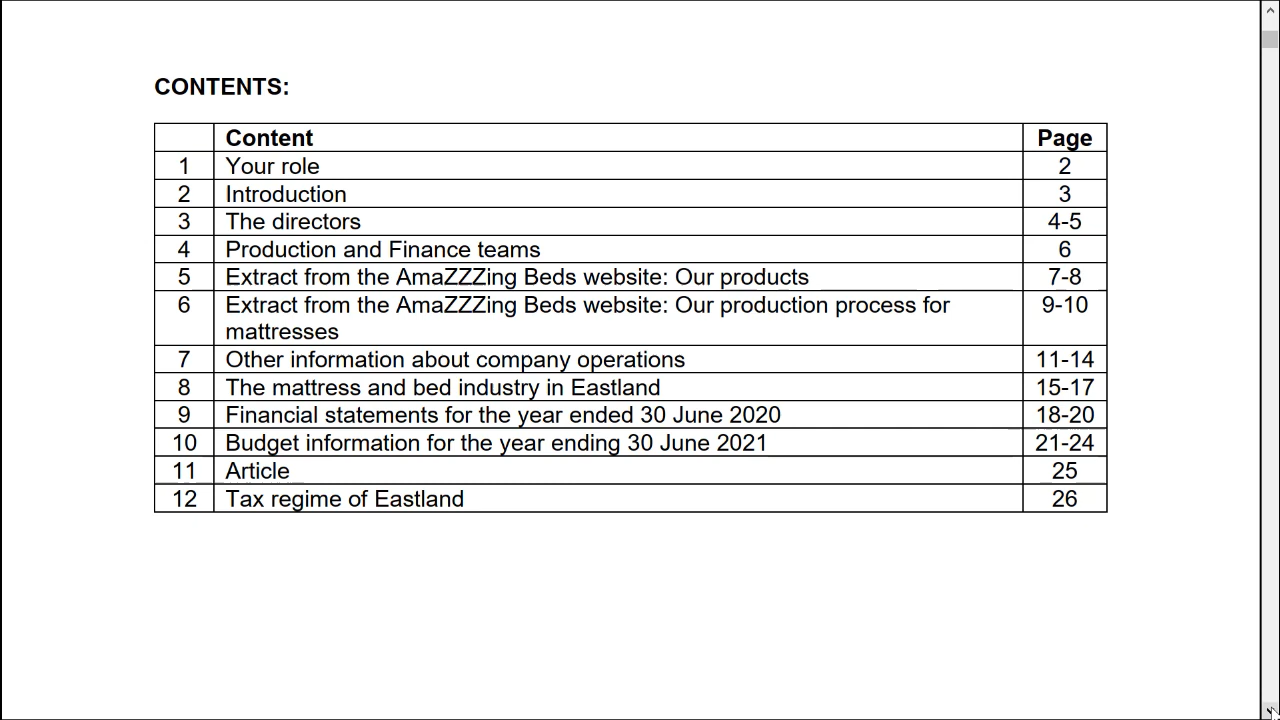 CONTENTS:
Content Page
1 Your role 2
2 Introduction 3
3 The directors 4-5
4 Production and Finance teams 6
5 Extract from the AmaZZZing Beds website: Our products 7-8
6 Extract from the AmaZZZing Beds website: Our production process for 9-10
mattresses
7 Other information about company operations 11-14
8 The mattress and bed industry in Eastland 15-17
9 Financial statements for the year ended 30 June 2020 18-20
10 Budget information for the year ending 30 June 2021 21-24
11 Article 25
12 Tax regime of Eastland 26